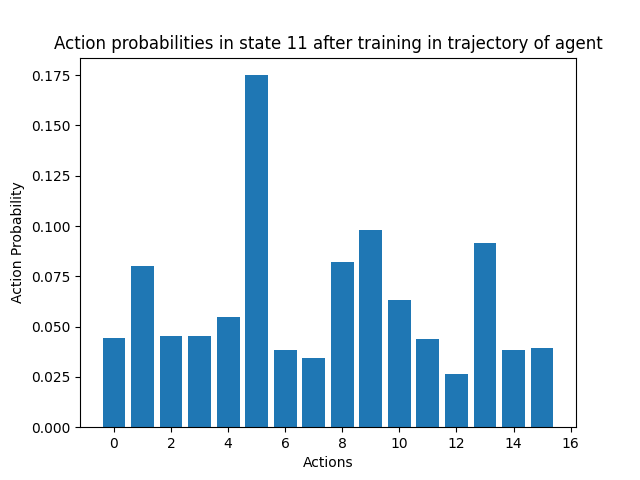 Action probabilities in state 11 after training in trajectory of agent
0.175
0.150
0.125
0.100
0.075
0.050
0.025
0.000
Action Probability
0 2 4 6 8 10 12 14 16
Actions